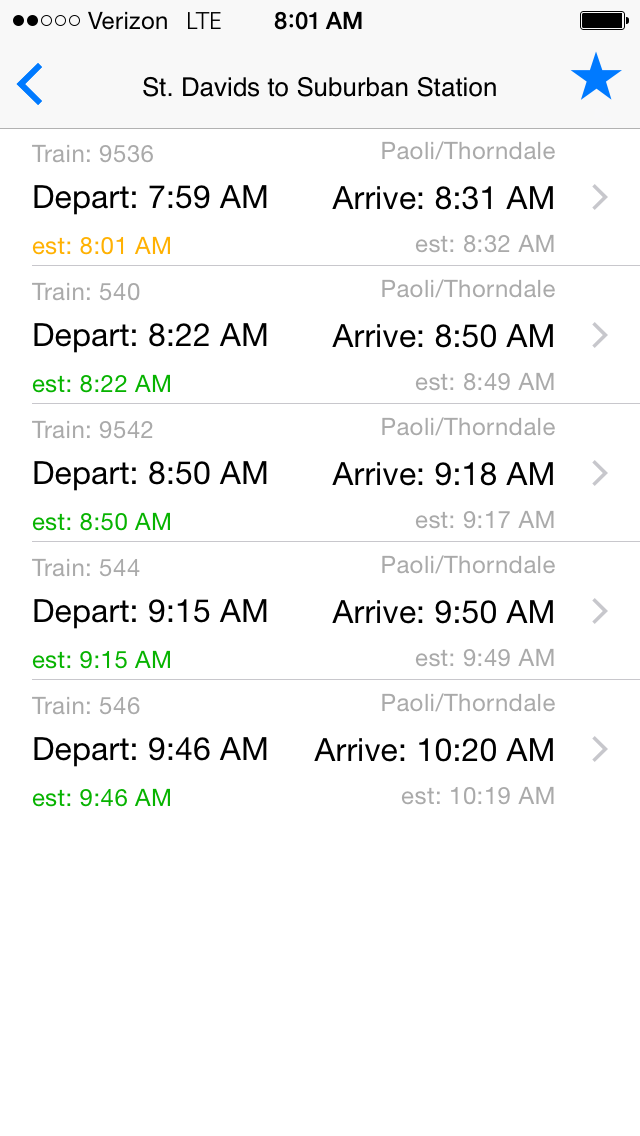 Verizon LTE 8:01 AM
St. Davids to Suburban Station
Train: 9536 Paoli/Thorndale
Depart: 7:59 AM Arrive: 8:31 AM
est: 8:01 AM est: 8:32 AM
Train: 540 Paoli/Thorndale
Depart: 8:22 AM Arrive: 8:50 AM
est: 8:22 AM est: 8:49 AM
Train: 9542 Paoli/Thorndale
Depart: 8:50 AM Arrive: 9:18 AM
est: 8:50 AM est: 9:17 AM
Train: 544 Paoli/Thorndale
Depart: 9:15 AM Arrive: 9:50 AM
est: 9:15 AM est: 9:49 AM
Train: 546 Paoli/Thorndale
Depart: 9:46 AM Arrive: 10:20 AM
est: 9:46 AM est: 10:19 AM